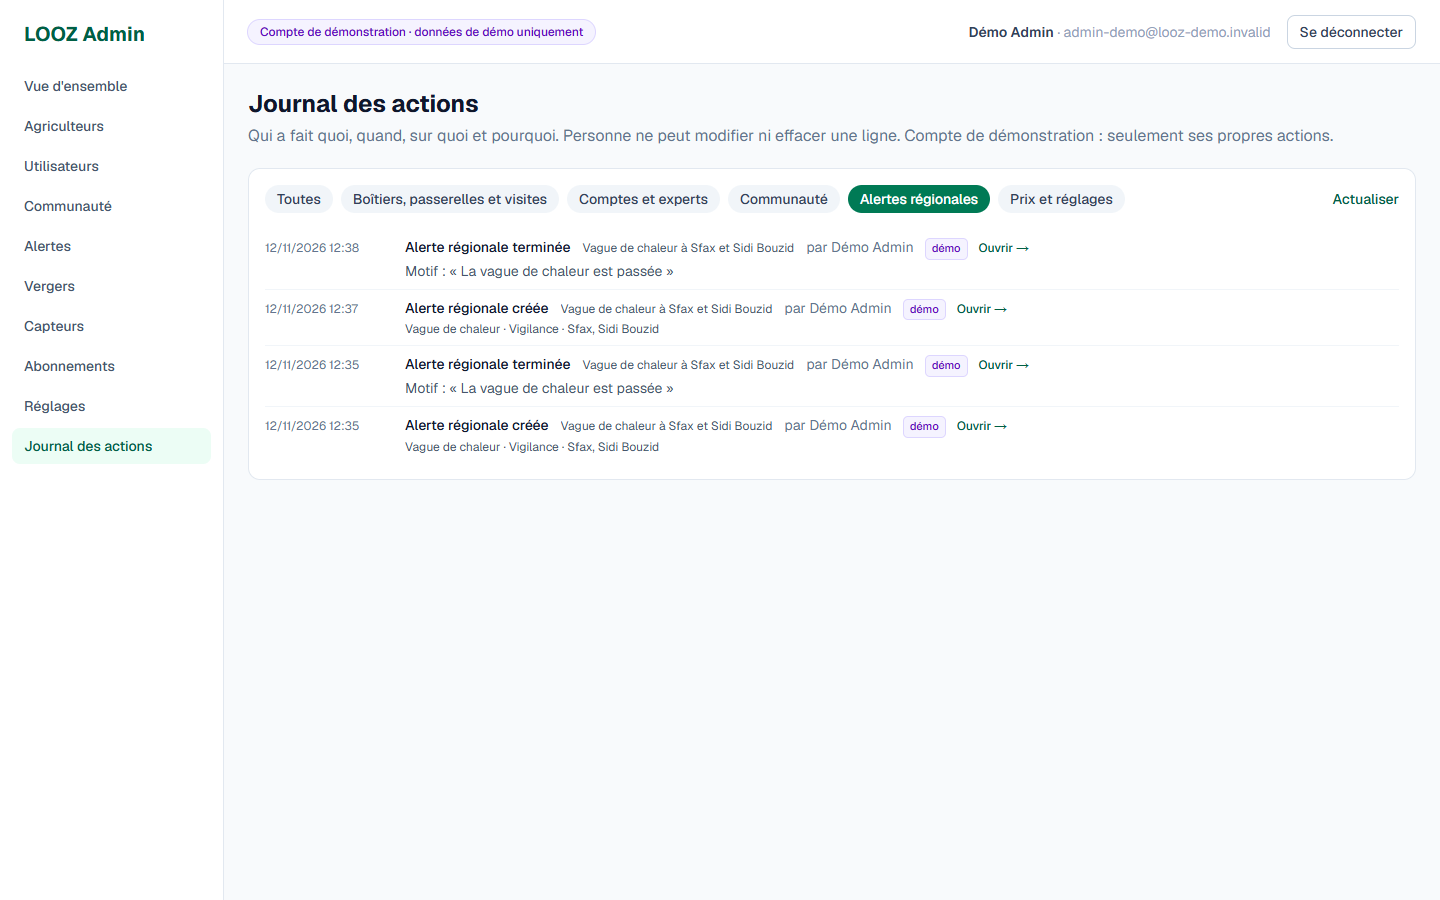 LOOZ Admin
Compte de démonstration · données de démo uniquement
Démo Admin · admin-demo@looz-demo.invalid
Se déconnecter
Vue d'ensemble
Agriculteurs
Utilisateurs
Communauté
Alertes
Vergers
Capteurs
Abonnements
Réglages
Journal des actions
Journal des actions
Qui a fait quoi, quand, sur quoi et pourquoi. Personne ne peut modifier ni effacer une ligne. Compte de démonstration : seulement ses propres actions.
Toutes
Boîtiers, passerelles et visites
Comptes et experts
Communauté
Alertes régionales
Prix et réglages
Actualiser
12/11/2026 12:38 Alerte régionale terminée Vague de chaleur à Sfax et Sidi Bouzid par Démo Admin démo Ouvrir →
Motif : « La vague de chaleur est passée »
12/11/2026 12:37 Alerte régionale créée Vague de chaleur à Sfax et Sidi Bouzid par Démo Admin démo Ouvrir →
Vague de chaleur · Vigilance · Sfax, Sidi Bouzid
12/11/2026 12:35 Alerte régionale terminée Vague de chaleur à Sfax et Sidi Bouzid par Démo Admin démo Ouvrir →
Motif : « La vague de chaleur est passée »
12/11/2026 12:35 Alerte régionale créée Vague de chaleur à Sfax et Sidi Bouzid par Démo Admin démo Ouvrir →
Vague de chaleur · Vigilance · Sfax, Sidi Bouzid